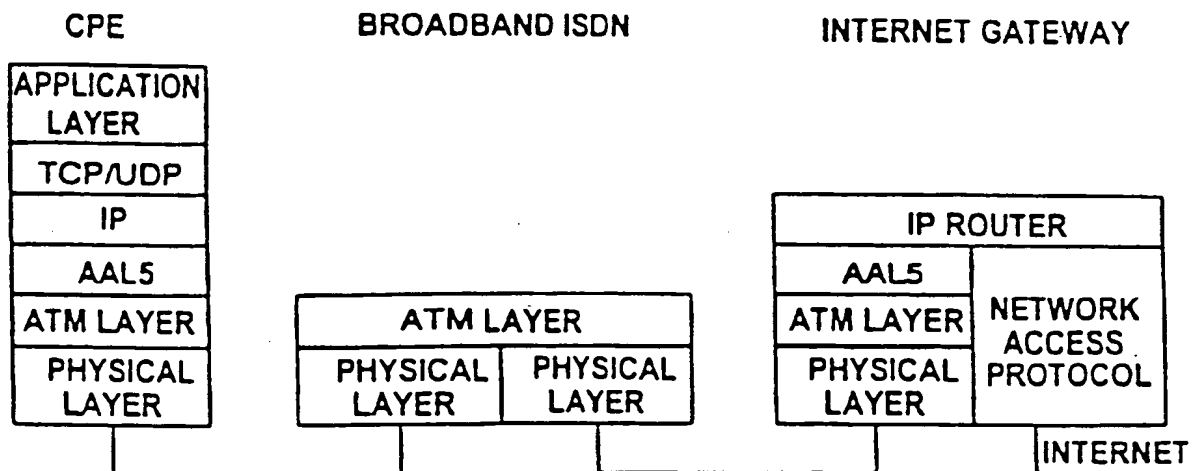 CPE
BROADBAND ISDN
INTERNET GATEWAY
APPLICATION
LAYER
TCP/UDP
IP
AAL5
ATM LAYER
PHYSICAL
LAYER
ATM LAYER
PHYSICAL
LAYER
PHYSICAL
LAYER
IP ROUTER
AAL5
ATM LAYER
PHYSICAL
LAYER
NETWORK
ACCESS
PROTOCOL
INTERNET